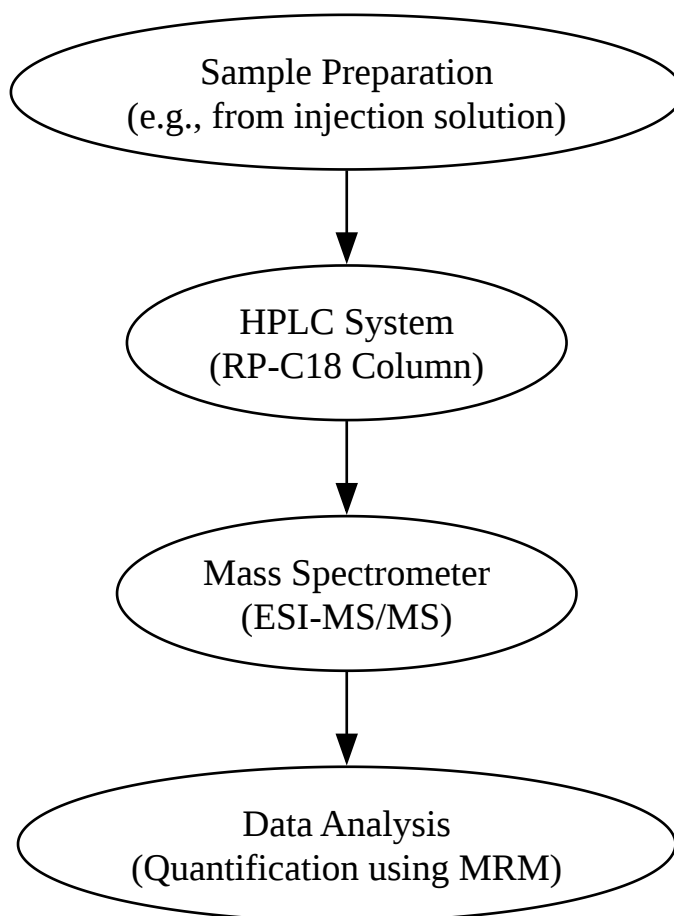 Sample Preparation
(e.g., from injection solution)
HPLC System
(RP-C18 Column)
Mass Spectrometer
(ESI-MS/MS)
Data Analysis
(Quantification using MRM)